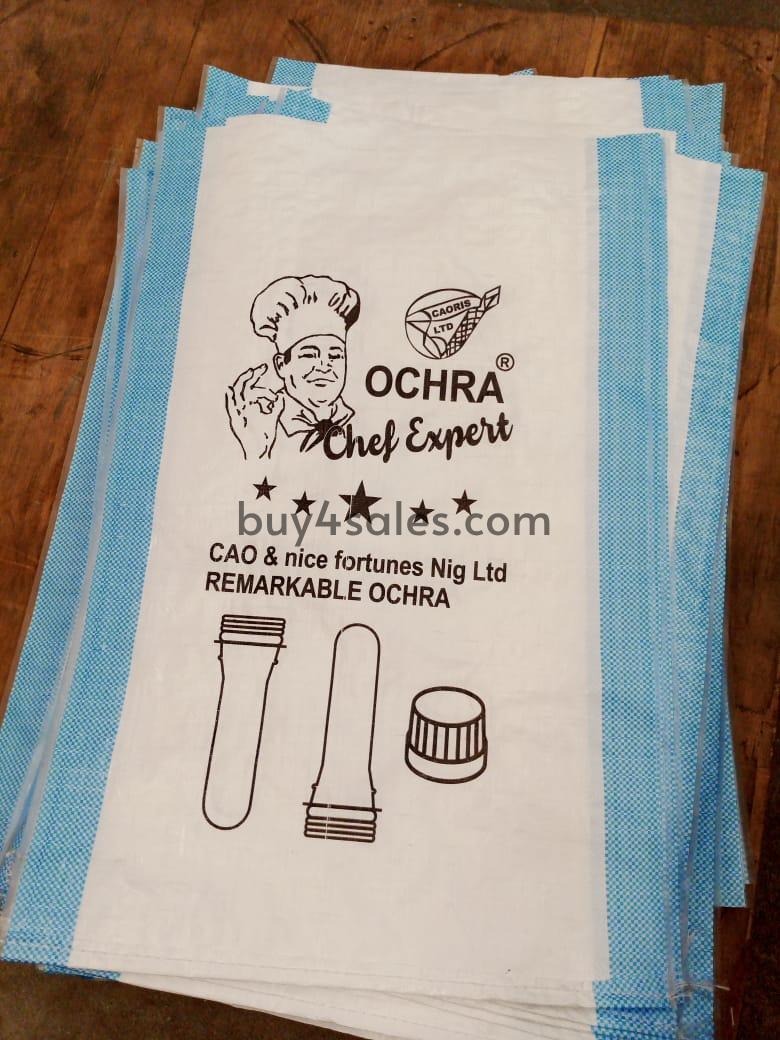 CAORIS
LTD
OCHRA®
Chef Expert
buy4sales.com
CAO & nice fortunes Nig Ltd
REMARKABLE OCHRA